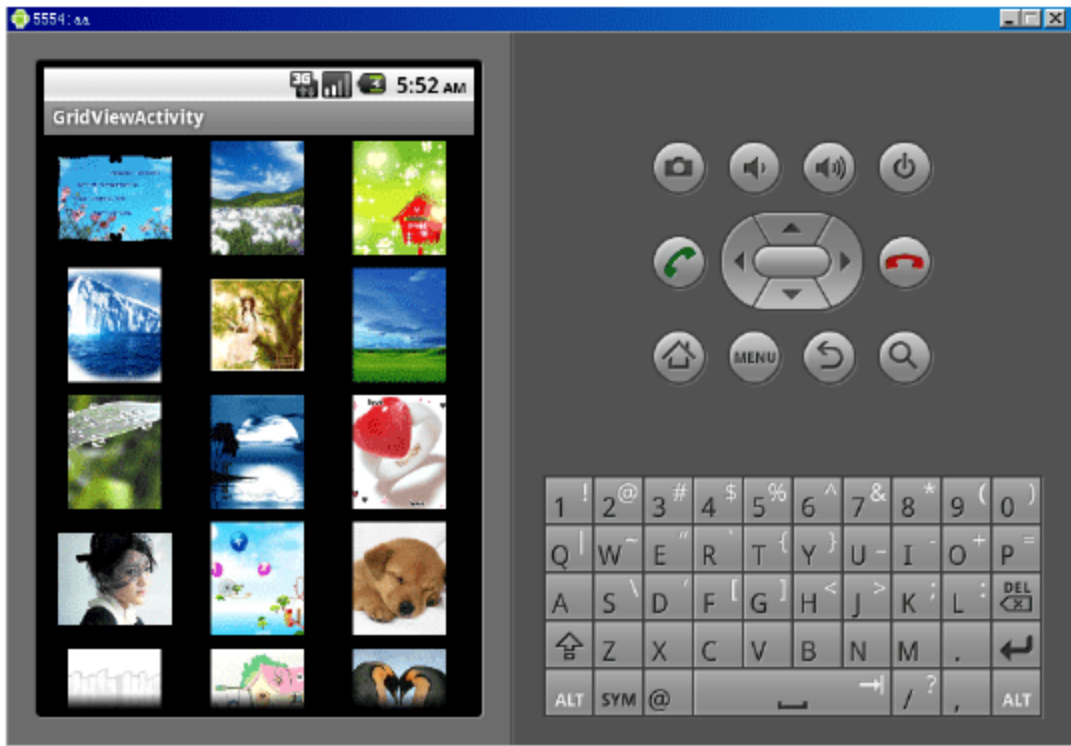 5554:aa
3G
5:52 AM
GridViewActivity
MENU
1 ! 2 @ 3 # 4 $ 5 % 6 ^ 7 & 8 * 9 ( 0 )
Q | W ~ E " R ` T { Y } U _ I - O + P =
A S \ D ' F [ G ] H < J > K ; L : DEL
Z X C V B N M .
ALT SYM @ / ? , ALT